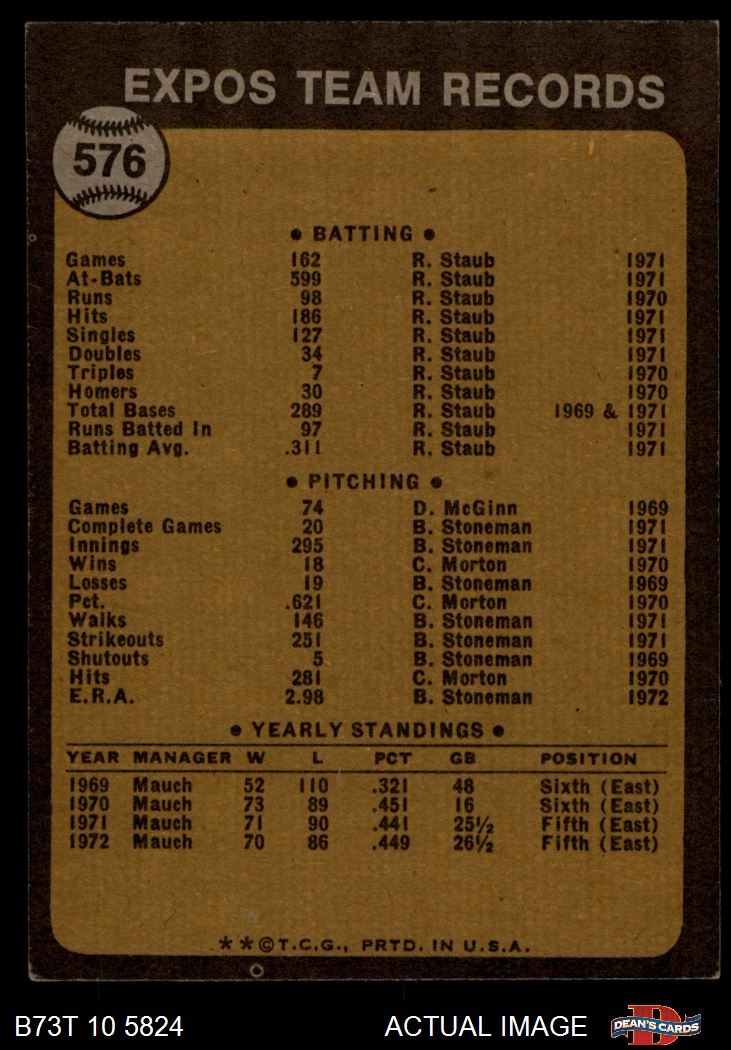 EXPOS TEAM RECORDS
576
• BATTING •
Games 162 R. Staub 1971
At-Bats 599 R. Staub 1971
Runs 98 R. Staub 1970
Hits 186 R. Staub 1971
Singles 127 R. Staub 1971
Doubles 34 R. Staub 1971
Triples 7 R. Staub 1970
Homers 30 R. Staub 1970
Total Bases 289 R. Staub 1969 & 1971
Runs Batted In 97 R. Staub 1971
Batting Avg. .311 R. Staub 1971
• PITCHING •
Games 74 D. McGinn 1969
Complete Games 20 B. Stoneman 1971
Innings 295 B. Stoneman 1971
Wins 18 C. Morton 1970
Losses 19 B. Stoneman 1969
Pct. .621 C. Morton 1970
Walks 146 B. Stoneman 1971
Strikeouts 251 B. Stoneman 1971
Shutouts 5 B. Stoneman 1969
Hits 281 C. Morton 1970
E.R.A. 2.98 B. Stoneman 1972
• YEARLY STANDINGS •
YEAR MANAGER W L PCT GB POSITION
1969 Mauch 52 110 .321 48 Sixth (East)
1970 Mauch 73 89 .451 16 Sixth (East)
1971 Mauch 71 90 .441 25½ Fifth (East)
1972 Mauch 70 86 .449 26½ Fifth (East)
**©T.C.G., PRTD. IN U.S.A.
B73T 10 5824 ACTUAL IMAGE D DEAN'S CARDS